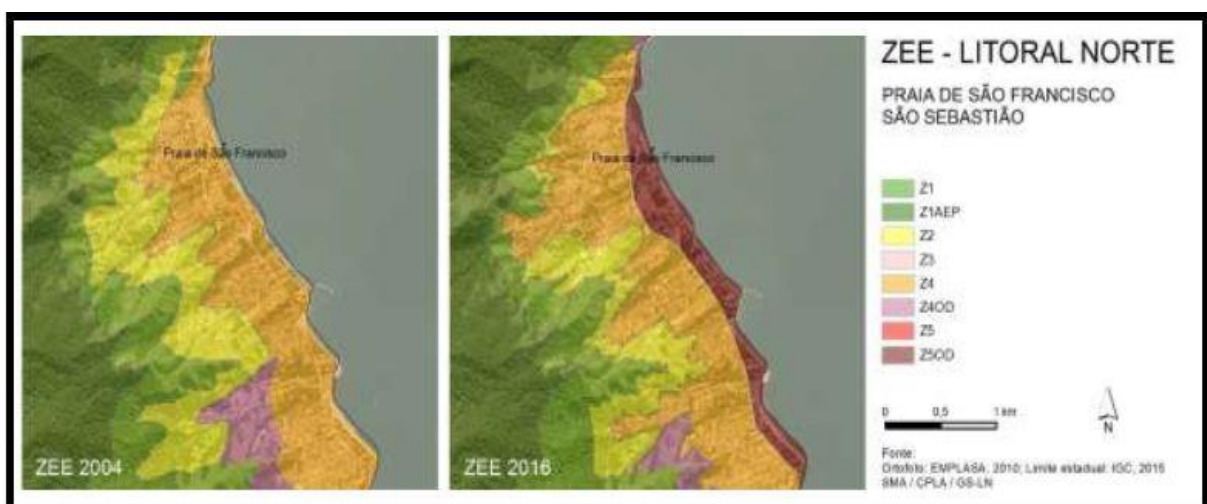 Praia de São Francisco
ZEE 2004
Praia de São Francisco
ZEE 2016
ZEE - LITORAL NORTE
PRAIA DE SÃO FRANCISCO
SÃO SEBASTIÃO
Z1
Z1AEP
Z2
Z3
Z4
Z4OD
Z5
Z5OD
0 0,5 1 km
N
Fonte:
Ortofoto: EMPLASA, 2010; Limite estadual: IGC, 2015
SMA / CPLA / GS-LN